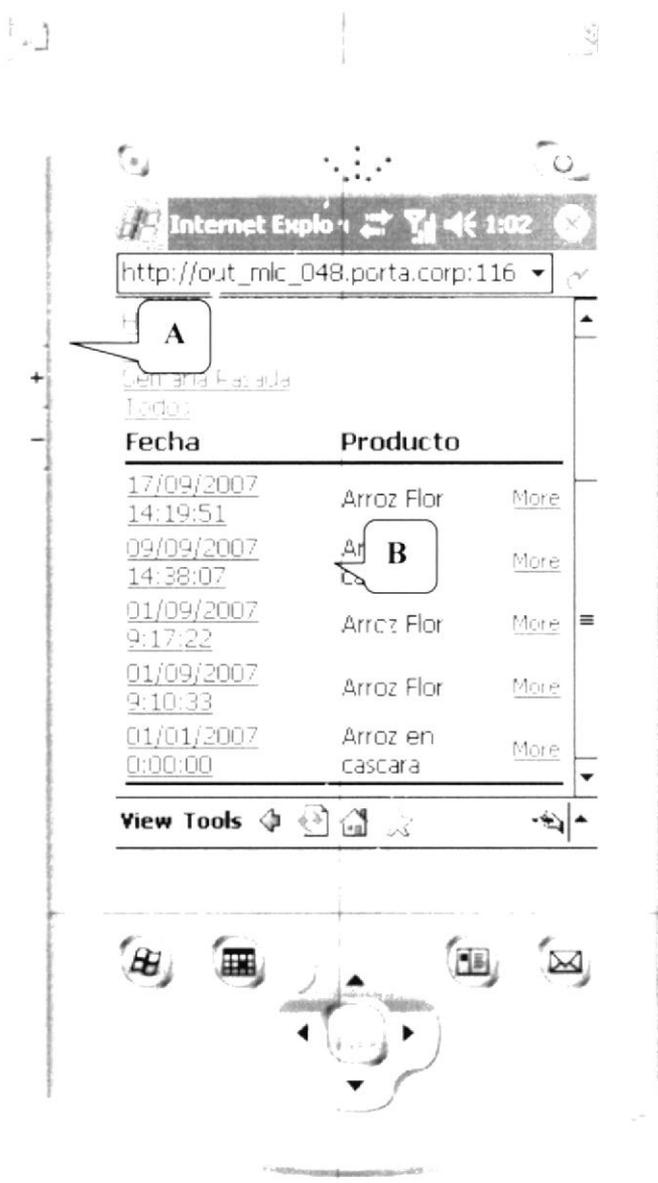 Internet Explo 1:02
http://out_mlc_048.porta.corp:116
A
Semana Pasada
Todos
Fecha Producto
17/09/2007
14:19:51
Arroz Flor More
09/09/2007
14:38:07
B
More
01/09/2007
9:17:22
Arroz Flor More
01/09/2007
9:10:33
Arroz Flor More
01/01/2007
0:00:00
Arroz en
cascara
More
View Tools